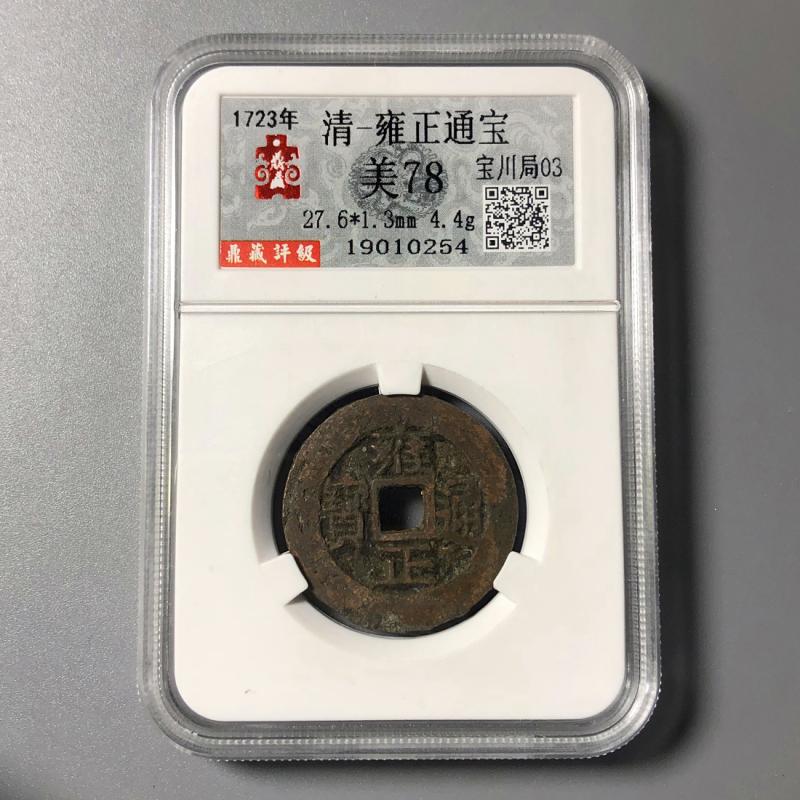 1723年 清-雍正通宝
美78 宝川局03
27.6*1.3mm 4.4g
鼎藏評級 19010254
雍
寶 通
正